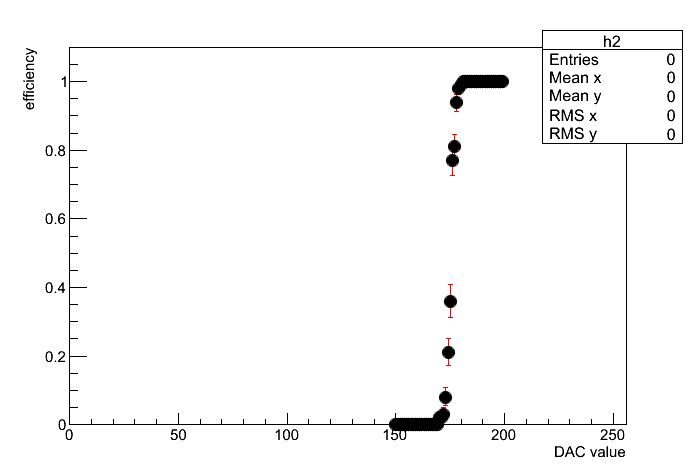 h2
Entries 0
Mean x 0
Mean y 0
RMS x 0
RMS y 0
efficiency
1
0.8
0.6
0.4
0.2
0
0 50 100 150 200 250
DAC value